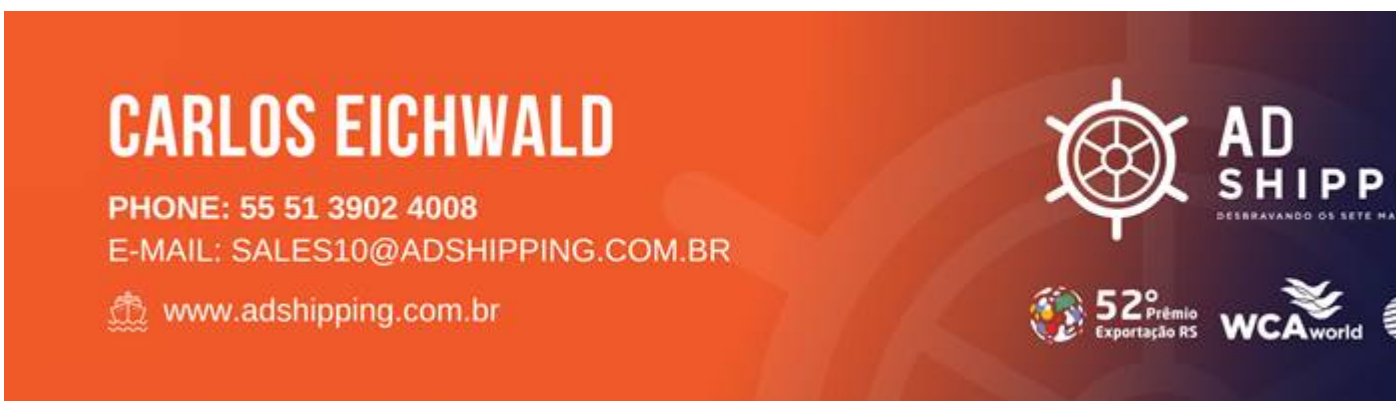 CARLOS EICHWALD
PHONE: 55 51 3902 4008
E-MAIL: SALES10@ADSHIPPING.COM.BR
www.adshipping.com.br
AD
SHIPP
DESBRAVANDO OS SETE MA
52º Prêmio
Exportação RS
WCAworld